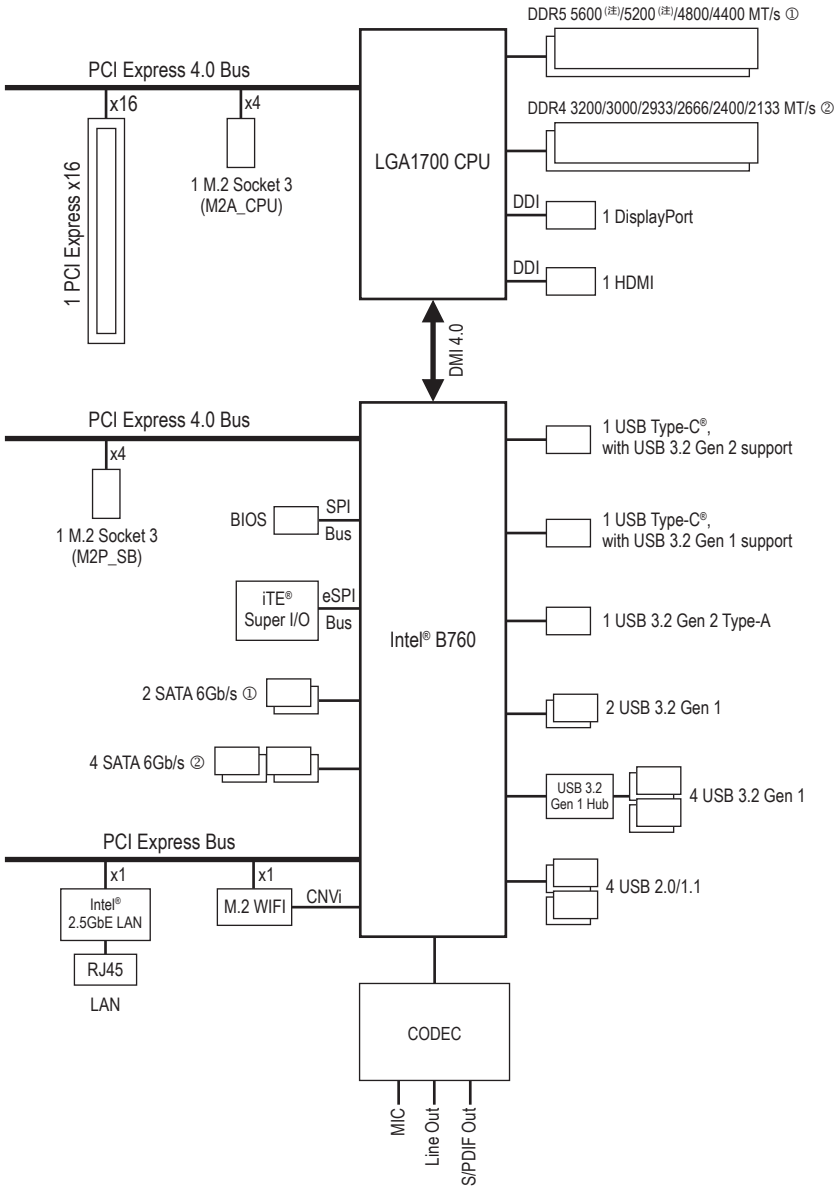 DDR5 5600 (注)/5200 (注)/4800/4400 MT/s ①
PCI Express 4.0 Bus
x16
x4
DDR4 3200/3000/2933/2666/2400/2133 MT/s ②
LGA1700 CPU
1 M.2 Socket 3
(M2A_CPU)
1 PCI Express x16
DDI
1 DisplayPort
DDI
1 HDMI
DMI 4.0
PCI Express 4.0 Bus
x4
1 M.2 Socket 3
(M2P_SB)
1 USB Type-C®,
with USB 3.2 Gen 2 support
BIOS
SPI
Bus
1 USB Type-C®,
with USB 3.2 Gen 1 support
iTE®
Super I/O
eSPI
Bus
Intel® B760
1 USB 3.2 Gen 2 Type-A
2 SATA 6Gb/s ①
2 USB 3.2 Gen 1
4 SATA 6Gb/s ②
USB 3.2
Gen 1 Hub
4 USB 3.2 Gen 1
PCI Express Bus
x1
x1
Intel®
2.5GbE LAN
M.2 WIFI
CNVi
4 USB 2.0/1.1
RJ45
LAN
CODEC
MIC
Line Out
S/PDIF Out